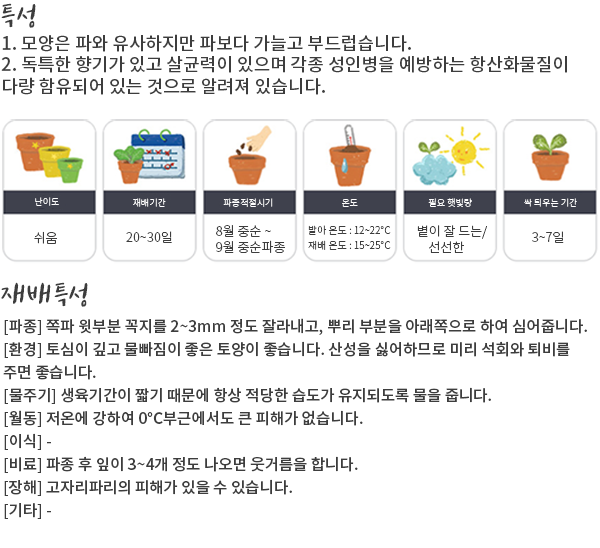 특성
1. 모양은 파와 유사하지만 파보다 가늘고 부드럽습니다.
2. 독특한 향기가 있고 살균력이 있으며 각종 성인병을 예방하는 항산화물질이
다량 함유되어 있는 것으로 알려져 있습니다.
난이도
쉬움
재배기간
20~30일
파종적절시기
8월 중순 ~
9월 중순파종
온도
발아 온도 : 12~22°C
재배 온도 : 15~25°C
필요 햇빛량
볕이 잘 드는/
선선한
싹 틔우는 기간
3~7일
재배특성
[파종] 쪽파 윗부분 꼭지를 2~3mm 정도 잘라내고, 뿌리 부분을 아래쪽으로 하여 심어줍니다.
[환경] 토심이 깊고 물빠짐이 좋은 토양이 좋습니다. 산성을 싫어하므로 미리 석회와 퇴비를
주면 좋습니다.
[물주기] 생육기간이 짧기 때문에 항상 적당한 습도가 유지되도록 물을 줍니다.
[월동] 저온에 강하여 0°C부근에서도 큰 피해가 없습니다.
[이식] -
[비료] 파종 후 잎이 3~4개 정도 나오면 웃거름을 합니다.
[장해] 고자리파리의 피해가 있을 수 있습니다.
[기타] -